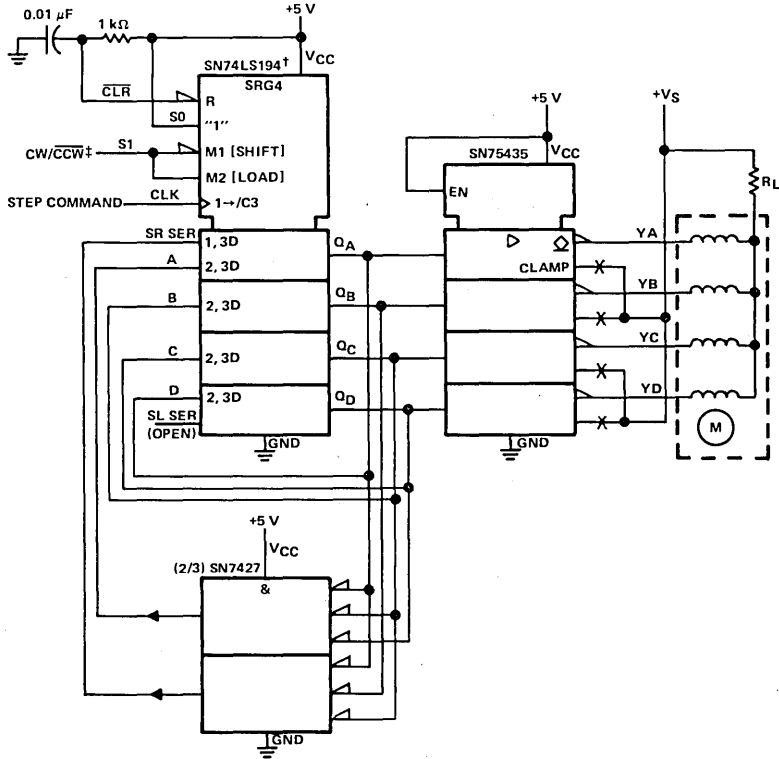 0.01 µF
1 kΩ
+5 V
VCC
SN74LS194†
SRG4
CLR
R
S0
"1"
+5 V
+VS
CW/CCW‡
S1
M1 [SHIFT]
M2 [LOAD]
SN75435
VCC
EN
RL
STEP COMMAND
CLK
1→/C3
SR SER
1, 3D
QA
▷
YA
A
2, 3D
CLAMP
B
2, 3D
QB
YB
C
2, 3D
QC
YC
D
2, 3D
QD
YD
SL SER
(OPEN)
M
GND
GND
+5 V
VCC
(2/3) SN7427
&
GND